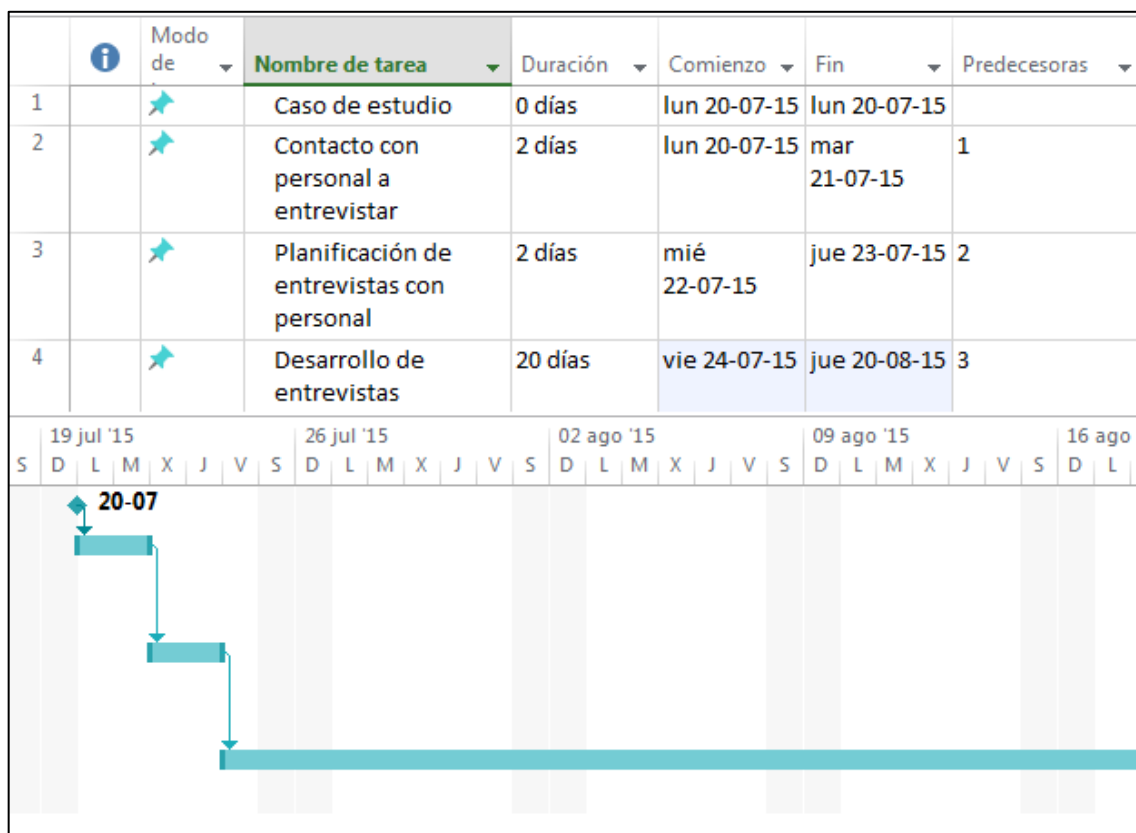 Modo
de
Nombre de tarea Duración Comienzo Fin Predecesoras
1 Caso de estudio 0 días lun 20-07-15 lun 20-07-15
2 Contacto con 2 días lun 20-07-15 mar 1
personal a 21-07-15
entrevistar
3 Planificación de 2 días mié jue 23-07-15 2
entrevistas con 22-07-15
personal
4 Desarrollo de 20 días vie 24-07-15 jue 20-08-15 3
entrevistas
19 jul '15 26 jul '15 02 ago '15 09 ago '15 16 ago
S D L M X J V S D L M X J V S D L M X J V S D L M X J V S D L
20-07